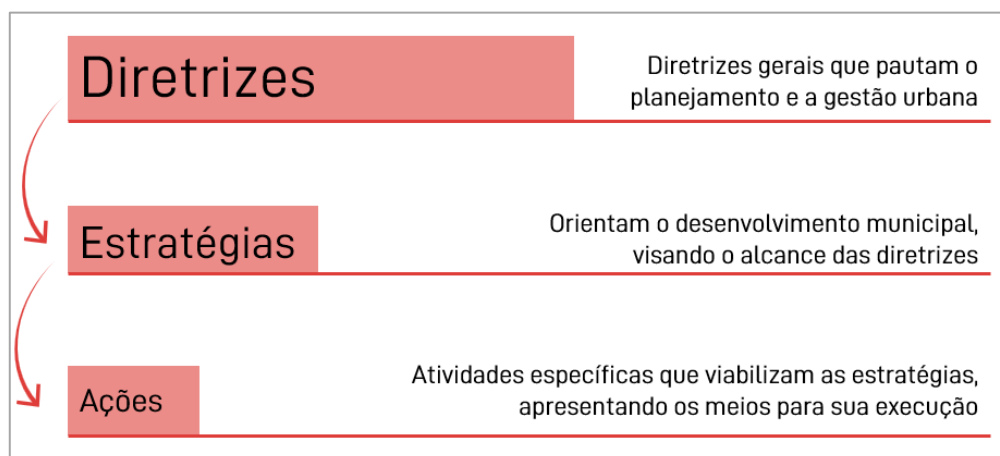 Diretrizes
Diretrizes gerais que pautam o
planejamento e a gestão urbana
Estratégias
Orientam o desenvolvimento municipal,
visando o alcance das diretrizes
Ações
Atividades específicas que viabilizam as estratégias,
apresentando os meios para sua execução